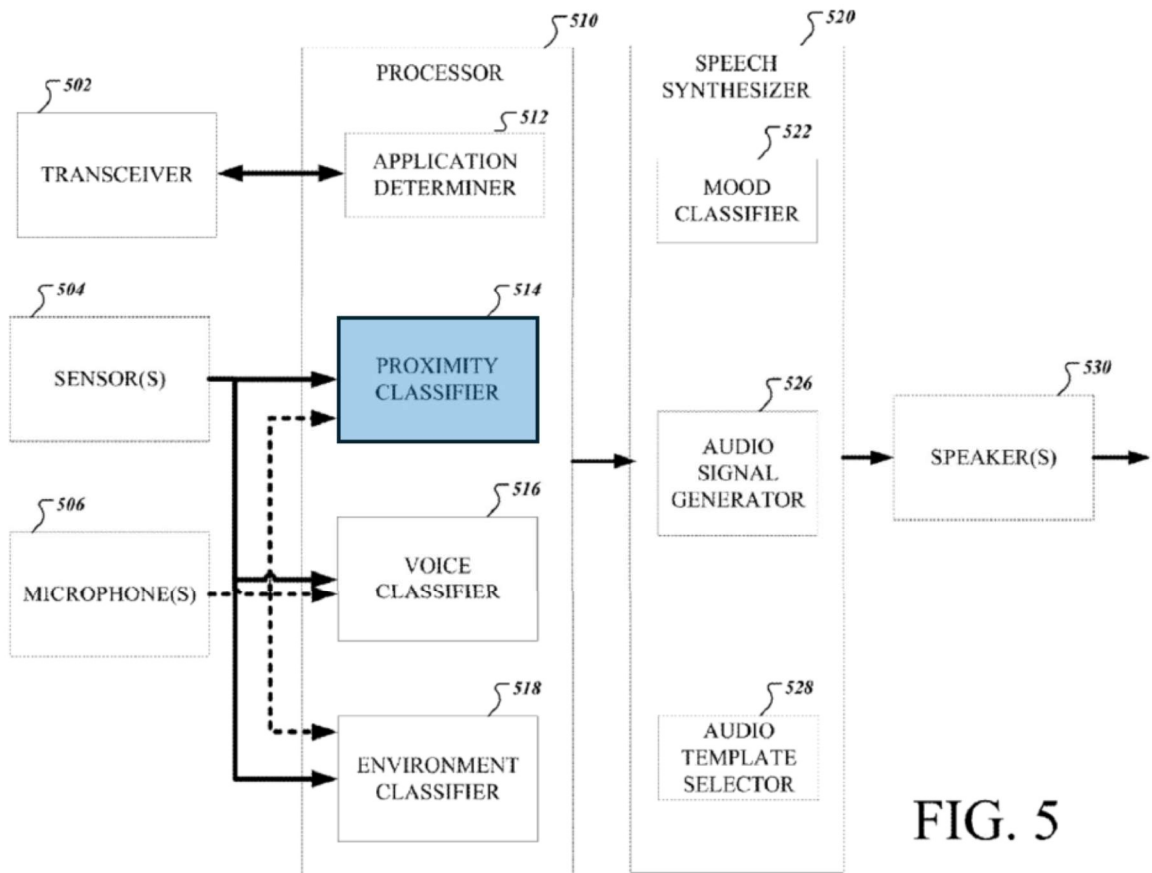 510
PROCESSOR
520
SPEECH
SYNTHESIZER
502
TRANSCEIVER
512
APPLICATION
DETERMINER
522
MOOD
CLASSIFIER
504
SENSOR(S)
514
PROXIMITY
CLASSIFIER
526
AUDIO
SIGNAL
GENERATOR
530
SPEAKER(S)
506
MICROPHONE(S)
516
VOICE
CLASSIFIER
518
ENVIRONMENT
CLASSIFIER
528
AUDIO
TEMPLATE
SELECTOR
FIG. 5